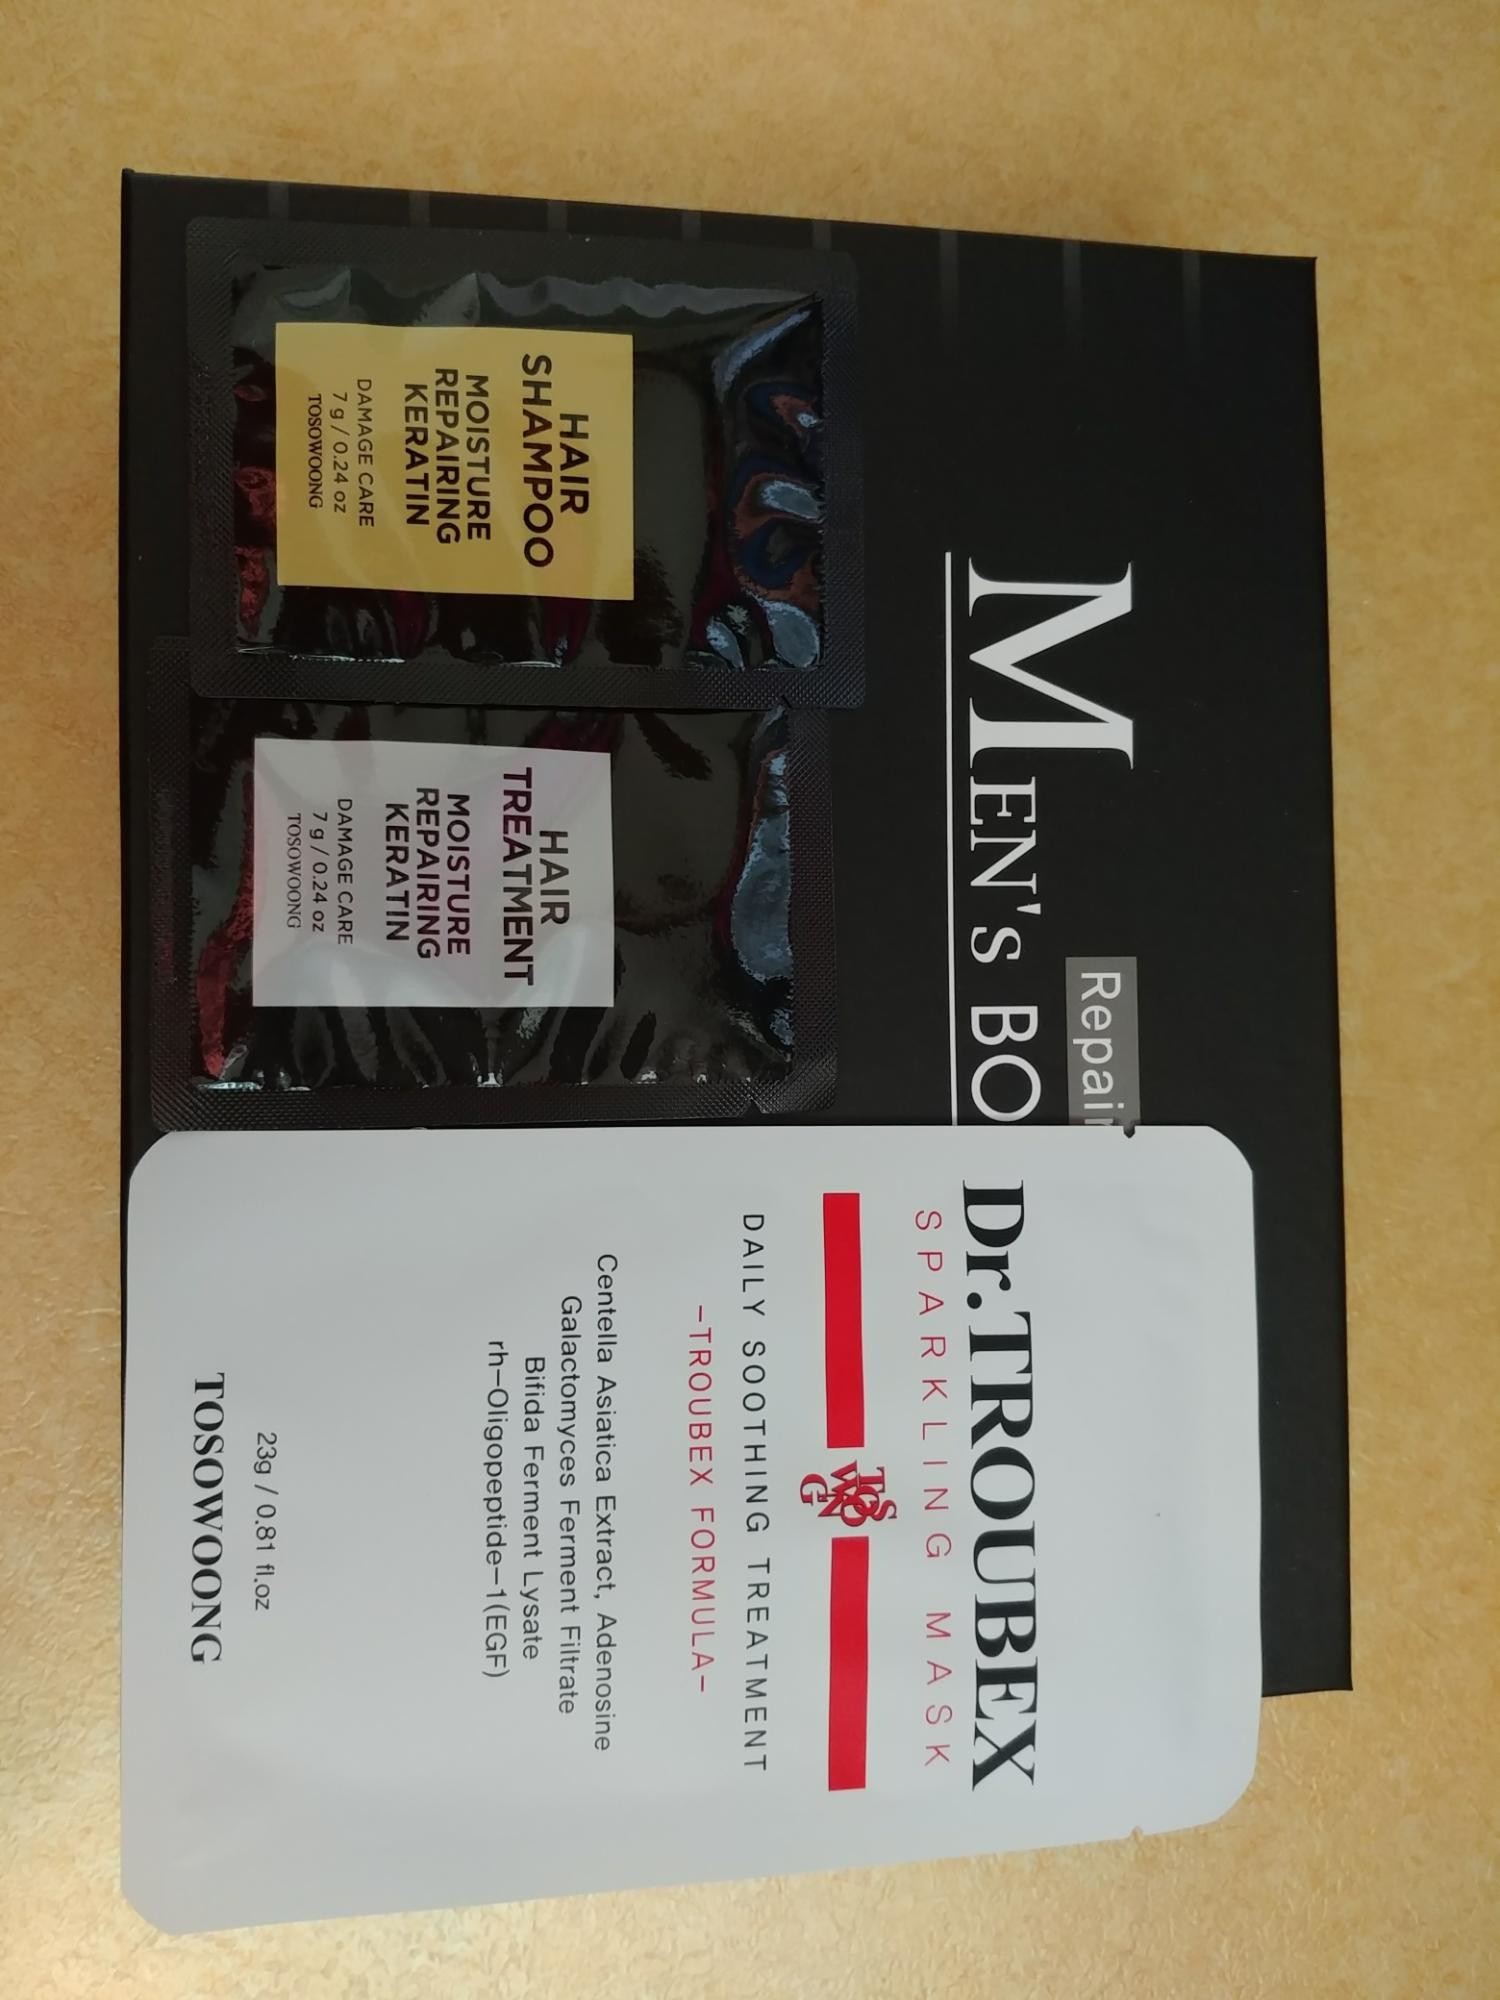 Repair
MEN'S BO
HAIR
SHAMPOO
MOISTURE
REPAIRING
KERATIN
DAMAGE CARE
7 g / 0.24 oz
TOSOWOONG
HAIR
TREATMENT
MOISTURE
REPAIRING
KERATIN
DAMAGE CARE
7 g / 0.24 oz
TOSOWOONG
Dr.TROUBEX
SPARKLING MASK
TOSOWOONG
DAILY SOOTHING TREATMENT
-TROUBEX FORMULA-
Centella Asiatica Extract, Adenosine
Galactomyces Ferment Filtrate
Bifida Ferment Lysate
rh-Oligopeptide-1(EGF)
23g / 0.81 fl.oz
TOSOWOONG